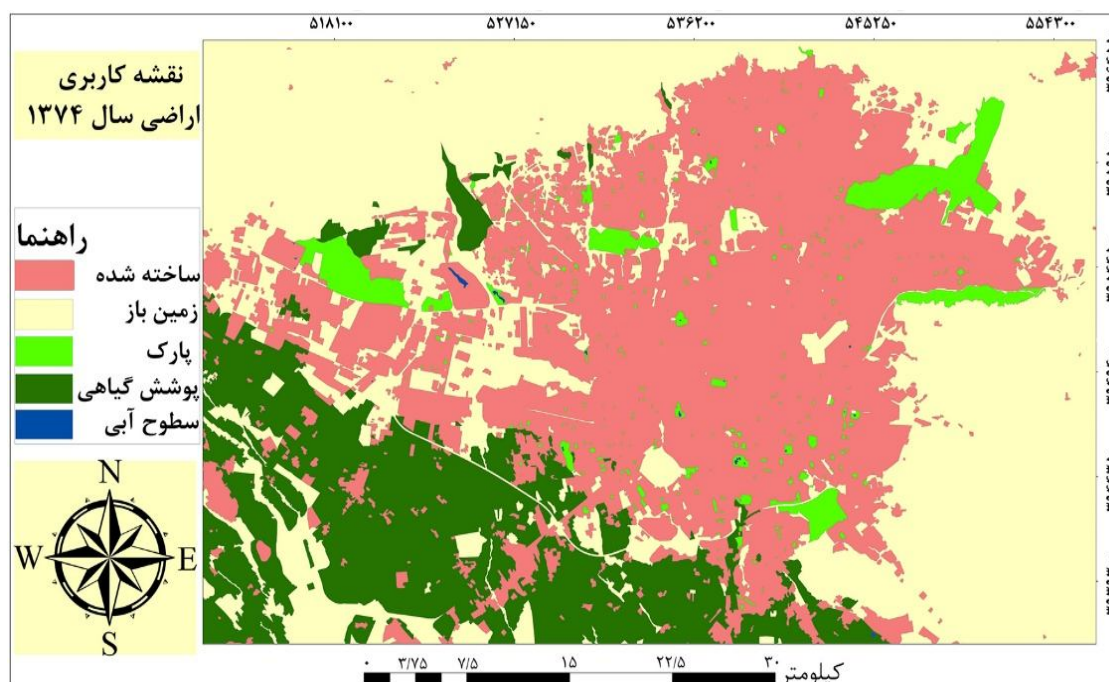 ۵۱۸۱۰۰ ۵۲۷۱۵۰ ۵۳۶۲۰۰ ۵۴۵۲۵۰ ۵۵۴۳۰۰
نقشه کاربری
اراضی سال ۱۳۷۴
راهنما
ساخته شده
زمین باز
پارک
پوشش گیاهی
سطوح آبی
N
W E
S
۰ ۳/۷۵ ۷/۵ ۱۵ ۲۲/۵ ۳۰
کیلومتر